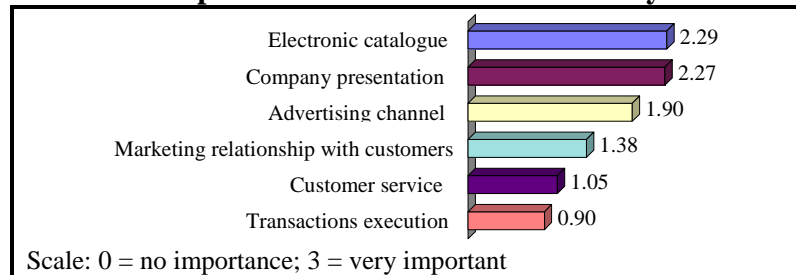 Electronic catalogue 2.29
Company presentation 2.27
Advertising channel 1.90
Marketing relationship with customers 1.38
Customer service 1.05
Transactions execution 0.90
Scale: 0 = no importance; 3 = very important